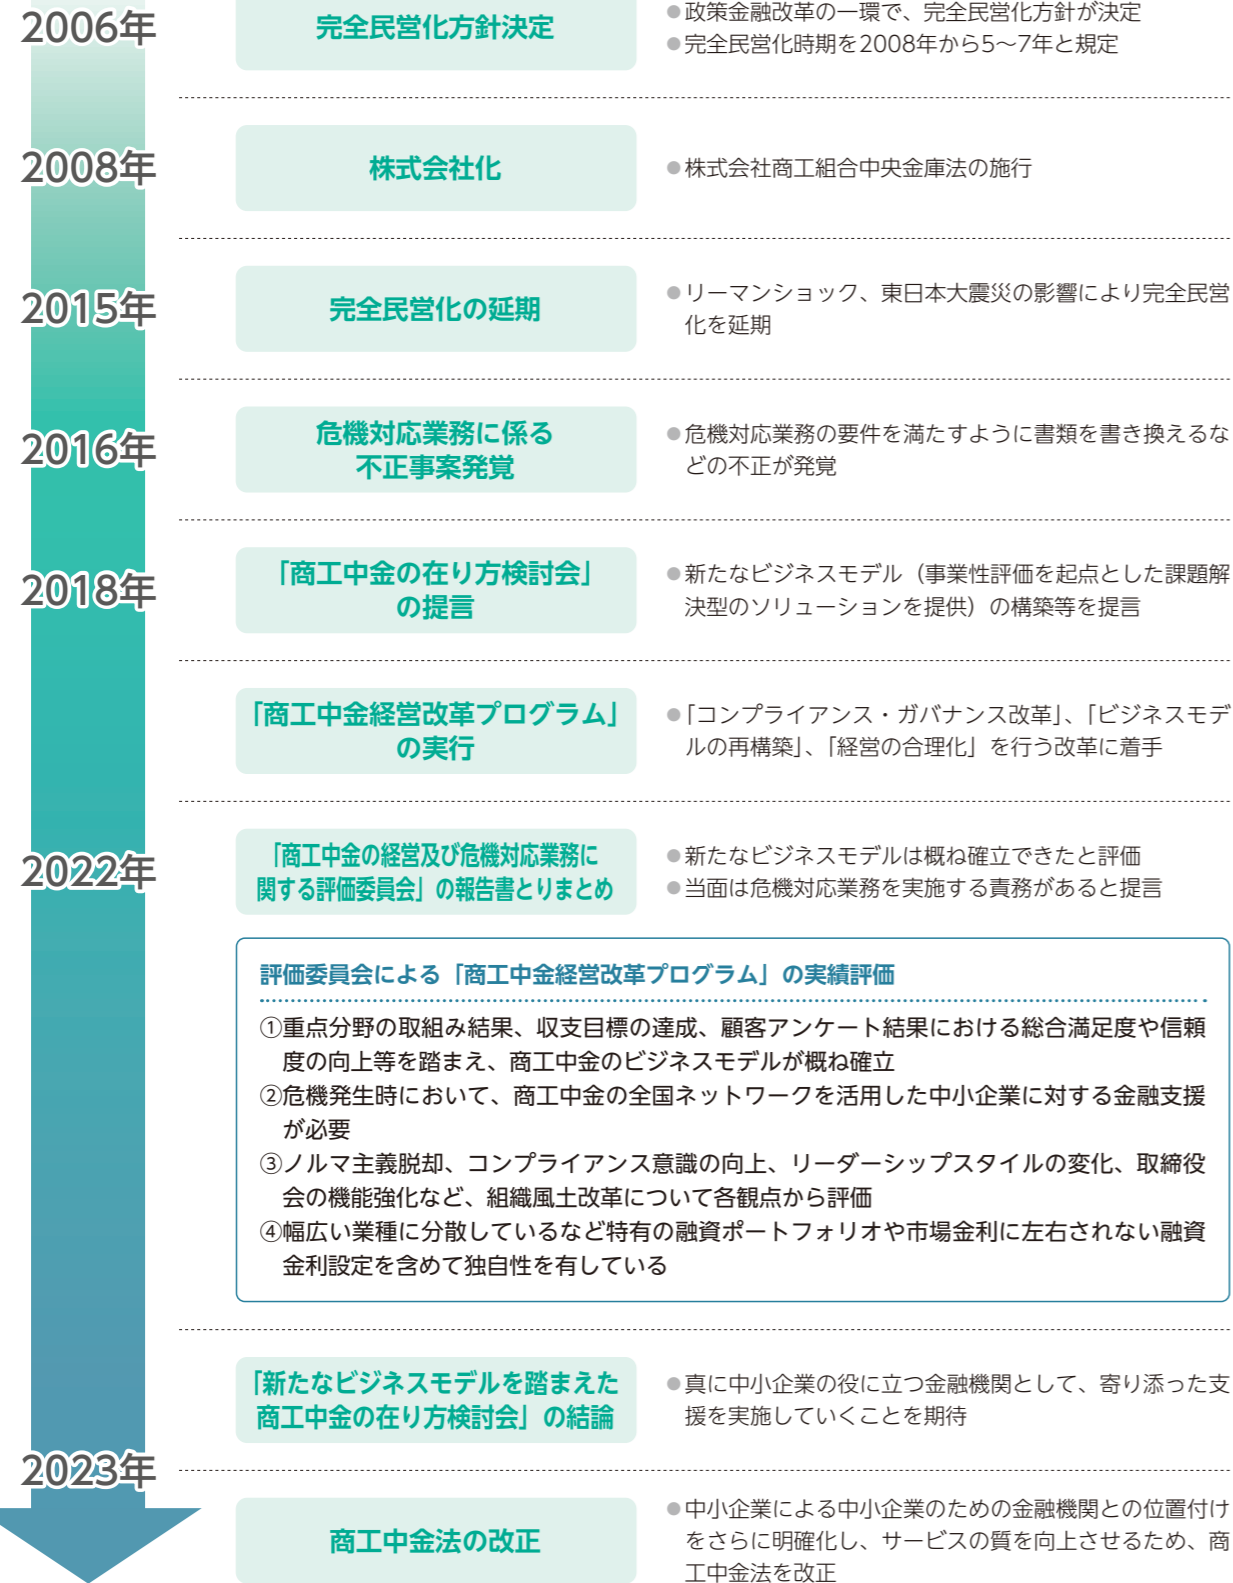 2006年
完全民営化方針決定
●政策金融改革の一環で、完全民営化方針が決定
●完全民営化時期を2008年から5～7年と規定
2008年
株式会社化
●株式会社商工組合中央金庫法の施行
2015年
完全民営化の延期
●リーマンショック、東日本大震災の影響により完全民営
化を延期
2016年
危機対応業務に係る
不正事案発覚
●危機対応業務の要件を満たすように書類を書き換えるな
どの不正が発覚
2018年
「商工中金の在り方検討会」
の提言
●新たなビジネスモデル（事業性評価を起点とした課題解
決型のソリューションを提供）の構築等を提言
「商工中金経営改革プログラム」
の実行
●「コンプライアンス・ガバナンス改革」、「ビジネスモデ
ルの再構築」、「経営の合理化」を行う改革に着手
2022年
「商工中金の経営及び危機対応業務に
関する評価委員会」の報告書とりまとめ
●新たなビジネスモデルは概ね確立できたと評価
●当面は危機対応業務を実施する責務があると提言
評価委員会による「商工中金経営改革プログラム」の実績評価
①重点分野の取組み結果、収支目標の達成、顧客アンケート結果における総合満足度や信頼
度の向上等を踏まえ、商工中金のビジネスモデルが概ね確立
②危機発生時において、商工中金の全国ネットワークを活用した中小企業に対する金融支援
が必要
③ノルマ主義脱却、コンプライアンス意識の向上、リーダーシップスタイルの変化、取締役
会の機能強化など、組織風土改革について各観点から評価
④幅広い業種に分散しているなど特有の融資ポートフォリオや市場金利に左右されない融資
金利設定を含めて独自性を有している
「新たなビジネスモデルを踏まえた
商工中金の在り方検討会」の結論
●真に中小企業の役に立つ金融機関として、寄り添った支
援を実施していくことを期待
2023年
商工中金法の改正
●中小企業による中小企業のための金融機関との位置付け
をさらに明確化し、サービスの質を向上させるため、商
工中金法を改正